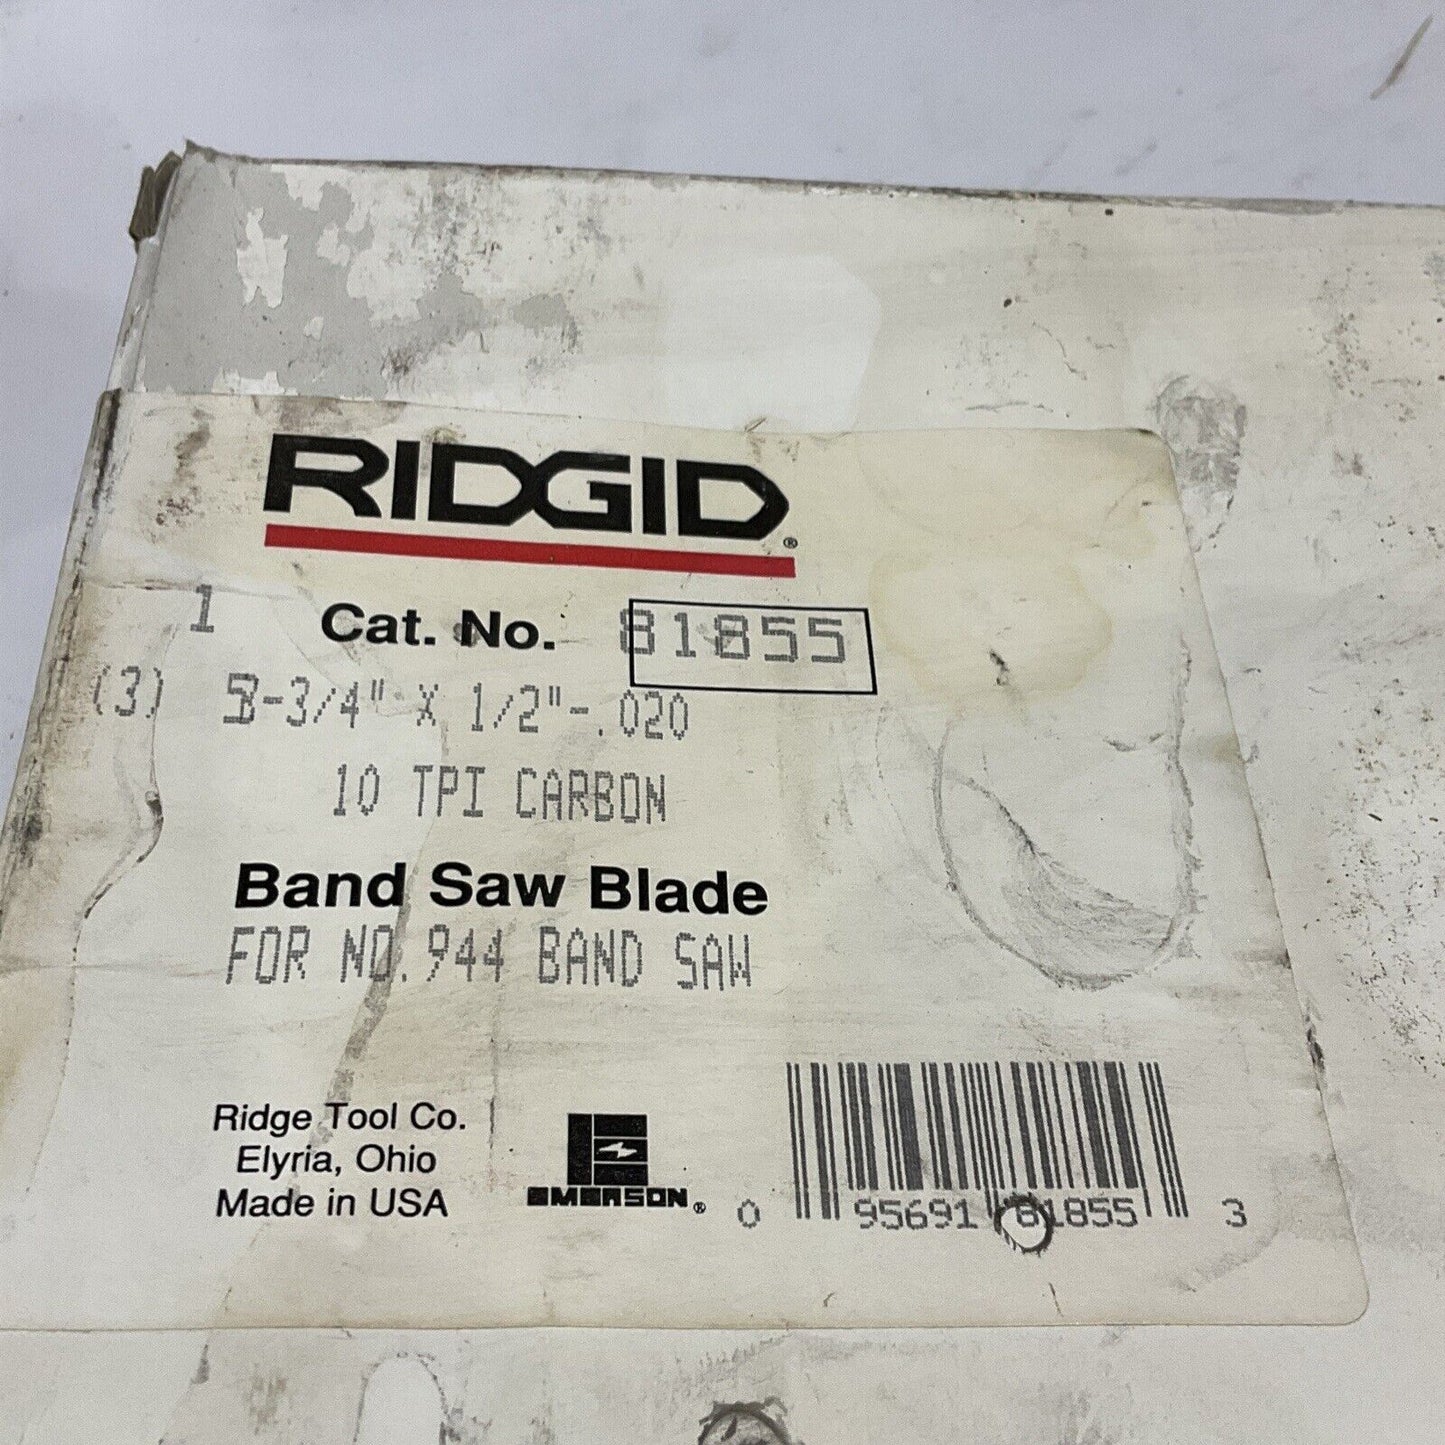 RIDGID®
1 Cat. No. 81855
(3) -3/4" X 1/2"-.020
10 TPI CARBON
Band Saw Blade
FOR NO.944 BAND SAW
Ridge Tool Co.
Elyria, Ohio
Made in USA
EMERSON®
0 95691 81855 3